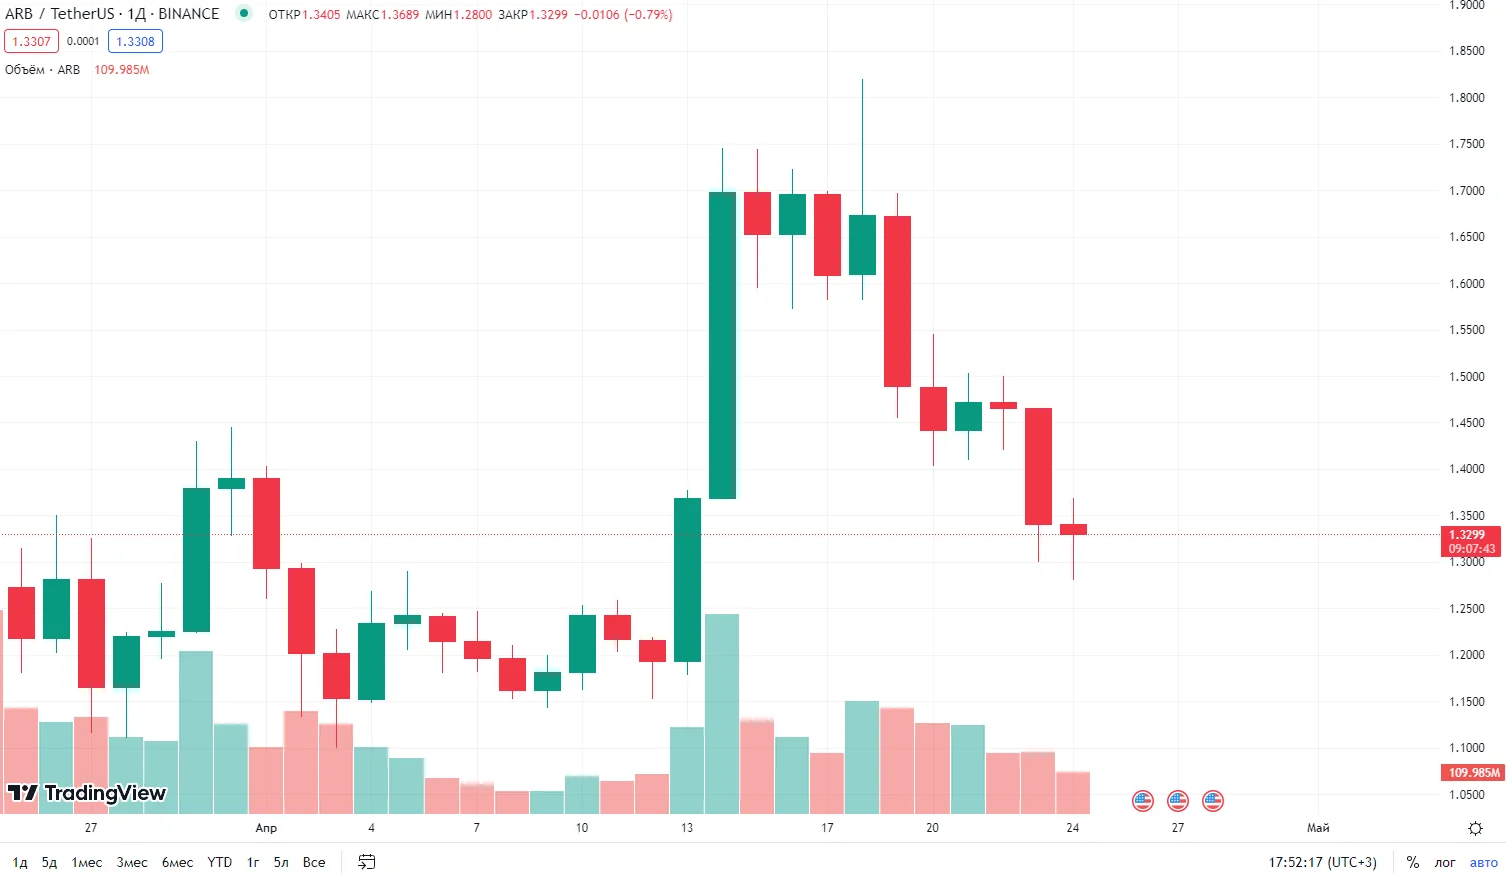 ARB / TetherUS · 1Д · BINANCE ОТКР1.3405 МАКС1.3689 МИН1.2800 ЗАКР1.3299 −0.0106 (−0.79%)
1.3307 0.0001 1.3308
Объём · ARB 109.985M
1.9000
1.8500
1.8000
1.7500
1.7000
1.6500
1.6000
1.5500
1.5000
1.4500
1.4000
1.3500
1.3299
09:07:43
1.3000
1.2500
1.2000
1.1500
1.1000
109.985M
1.0500
TradingView
27 Апр 4 7 10 13 17 20 24 27 Май
1д 5д 1мес 3мес 6мес YTD 1г 5л Все 17:52:17 (UTC+3) % лог авто